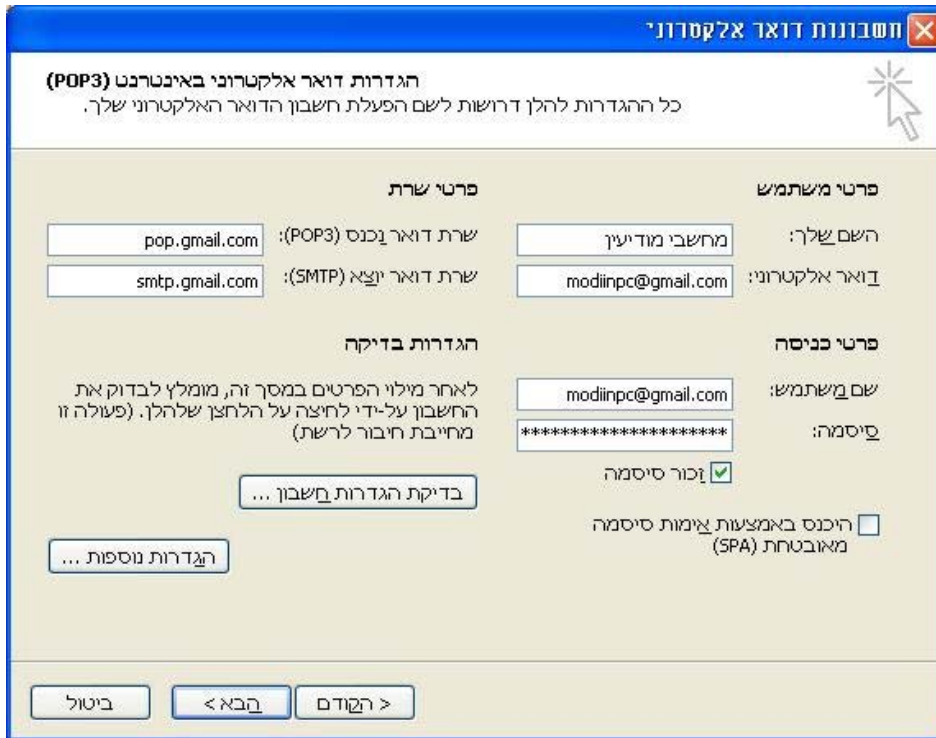 חשבונות דואר אלקטרוני
הגדרות דואר אלקטרוני באינטרנט (POP3)
כל ההגדרות להלן דרושות לשם הפעלת חשבון הדואר האלקטרוני שלך.
פרטי משתמש
השם שלך: מחשבי מודיעין
דואר אלקטרוני: modiinpc@gmail.com
פרטי שרת
שרת דואר נכנס (POP3): pop.gmail.com
שרת דואר יוצא (SMTP): smtp.gmail.com
פרטי כניסה
שם משתמש: modiinpc@gmail.com
סיסמה: *********************
זכור סיסמה
היכנס באמצעות אימות סיסמה
מאובטחת (SPA)
הגדרות בדיקה
לאחר מילוי הפרטים במסך זה, מומלץ לבדוק את
החשבון על-ידי לחיצה על הלחצן שלהלן. (פעולה זו
מחייבת חיבור לרשת)
בדיקת הגדרות חשבון ...
הגדרות נוספות ...
< הקודם
הבא >
ביטול